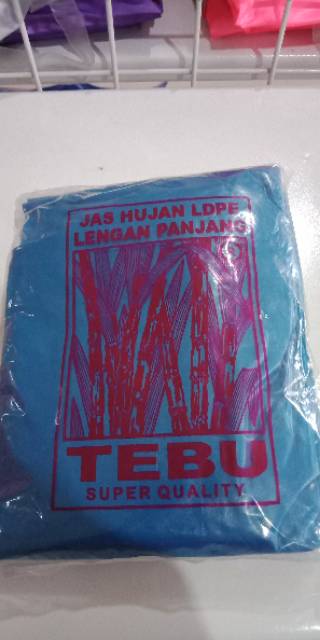 JAS HUJAN LDPE
LENGAN PANJANG
TEBU
SUPER QUALITY